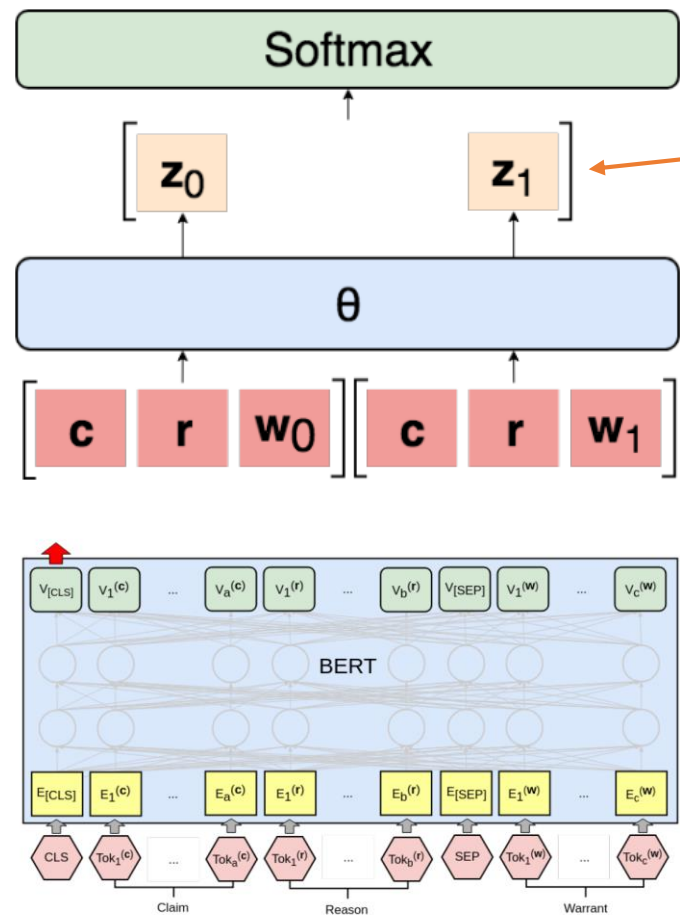 Softmax
z0 z1
θ
c r w0 c r w1
V[CLS] V1(c) ... Va(c) V1(r) ... Vb(r) V[SEP] V1(w) ... Vc(w)
BERT
E[CLS] E1(c) ... Ea(c) E1(r) ... Eb(r) E[SEP] E1(w) ... Ec(w)
CLS Tok1(c) ... Toka(c) Tok1(r) ... Tokb(r) SEP Tok1(w) ... Tokc(w)
Claim Reason Warrant